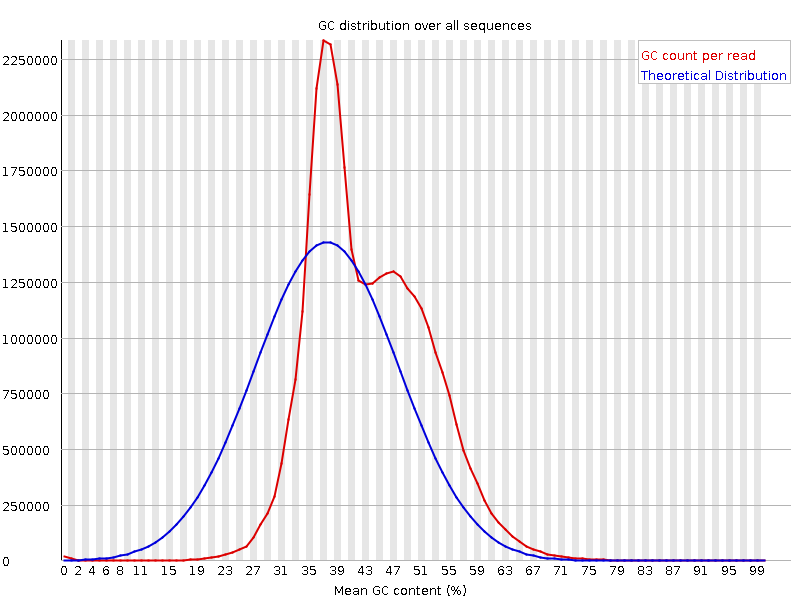 GC distribution over all sequences
GC count per read
Theoretical Distribution
2250000
2000000
1750000
1500000
1250000
1000000
750000
500000
250000
0
0 2 4 6 8 11 15 19 23 27 31 35 39 43 47 51 55 59 63 67 71 75 79 83 87 91 95 99
Mean GC content (%)